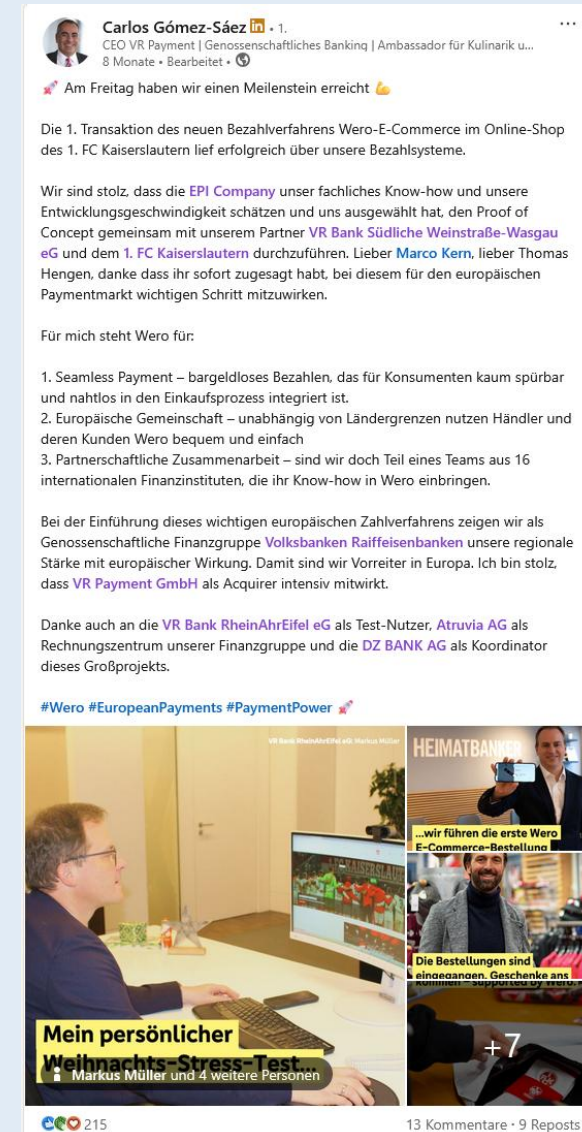 Carlos Gómez-Sáez in • 1.
CEO VR Payment | Genossenschaftliches Banking | Ambassador für Kulinarik u...
8 Monate • Bearbeitet •
🚀 Am Freitag haben wir einen Meilenstein erreicht 💪
Die 1. Transaktion des neuen Bezahlverfahrens Wero-E-Commerce im Online-Shop
des 1. FC Kaiserslautern lief erfolgreich über unsere Bezahlsysteme.
Wir sind stolz, dass die EPI Company unser fachliches Know-how und unsere
Entwicklungsgeschwindigkeit schätzen und uns ausgewählt hat, den Proof of
Concept gemeinsam mit unserem Partner VR Bank Südliche Weinstraße-Wasgau
eG und dem 1. FC Kaiserslautern durchzuführen. Lieber Marco Kern, lieber Thomas
Hengen, danke dass ihr sofort zugesagt habt, bei diesem für den europäischen
Paymentmarkt wichtigen Schritt mitzuwirken.
Für mich steht Wero für:
1. Seamless Payment – bargeldloses Bezahlen, das für Konsumenten kaum spürbar
und nahtlos in den Einkaufsprozess integriert ist.
2. Europäische Gemeinschaft – unabhängig von Ländergrenzen nutzen Händler und
deren Kunden Wero bequem und einfach
3. Partnerschaftliche Zusammenarbeit – sind wir doch Teil eines Teams aus 16
internationalen Finanzinstituten, die ihr Know-how in Wero einbringen.
Bei der Einführung dieses wichtigen europäischen Zahlverfahrens zeigen wir als
Genossenschaftliche Finanzgruppe Volksbanken Raiffeisenbanken unsere regionale
Stärke mit europäischer Wirkung. Damit sind wir Vorreiter in Europa. Ich bin stolz,
dass VR Payment GmbH als Acquirer intensiv mitwirkt.
Danke auch an die VR Bank RheinAhrEifel eG als Test-Nutzer, Atruvia AG als
Rechnungszentrum unserer Finanzgruppe und die DZ BANK AG als Koordinator
dieses Großprojekts.
#Wero #EuropeanPayments #PaymentPower 🚀
VR Bank RheinAhrEifel eG: Markus Müller
Mein persönlicher
Weihnachts-Stress-Test...
Markus Müller und 4 weitere Personen
HEIMATBANKER
...wir führen die erste Wero
E-Commerce-Bestellung
Die Bestellungen sind
eingegangen. Geschenke ans
kommen – supported by Wero.
+7
215
13 Kommentare • 9 Reposts